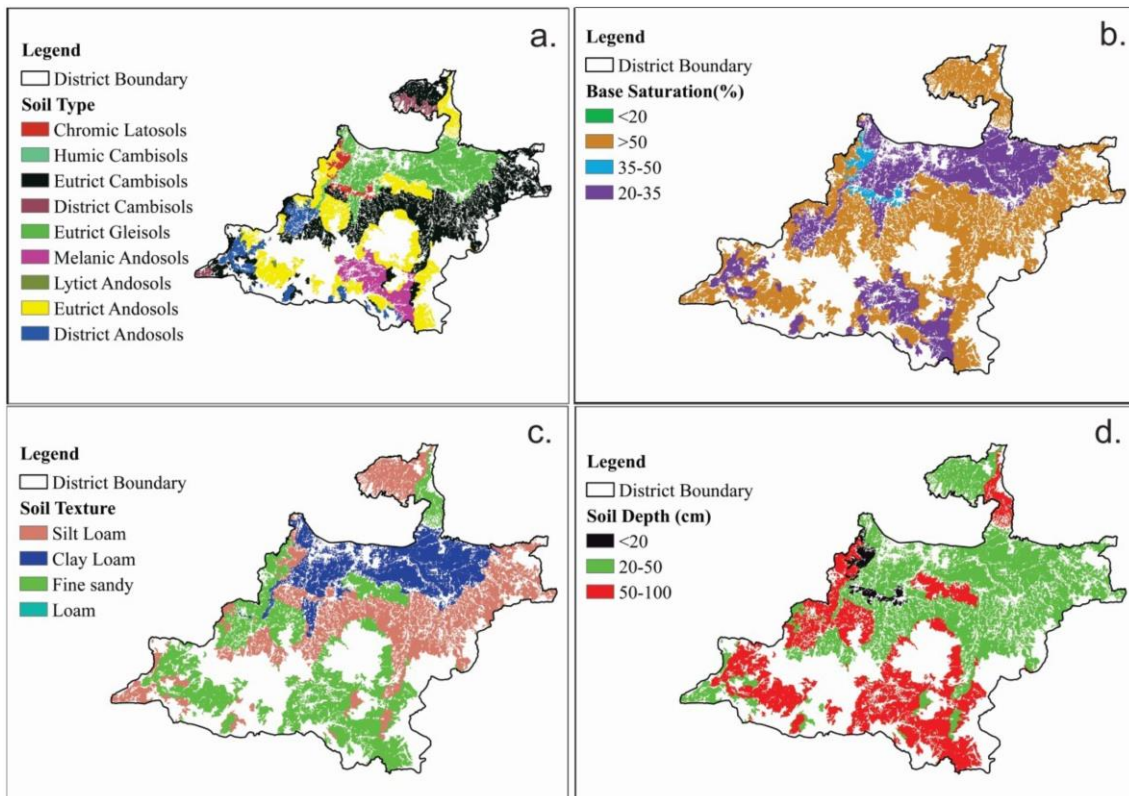 a.
Legend
District Boundary
Soil Type
Chromic Latosols
Humic Cambisols
Eutrict Cambisols
District Cambisols
Eutrict Gleisols
Melanic Andosols
Lytict Andosols
Eutrict Andosols
District Andosols
b.
Legend
District Boundary
Base Saturation(%)
<20
>50
35-50
20-35
c.
Legend
District Boundary
Soil Texture
Silt Loam
Clay Loam
Fine sandy
Loam
d.
Legend
District Boundary
Soil Depth (cm)
<20
20-50
50-100